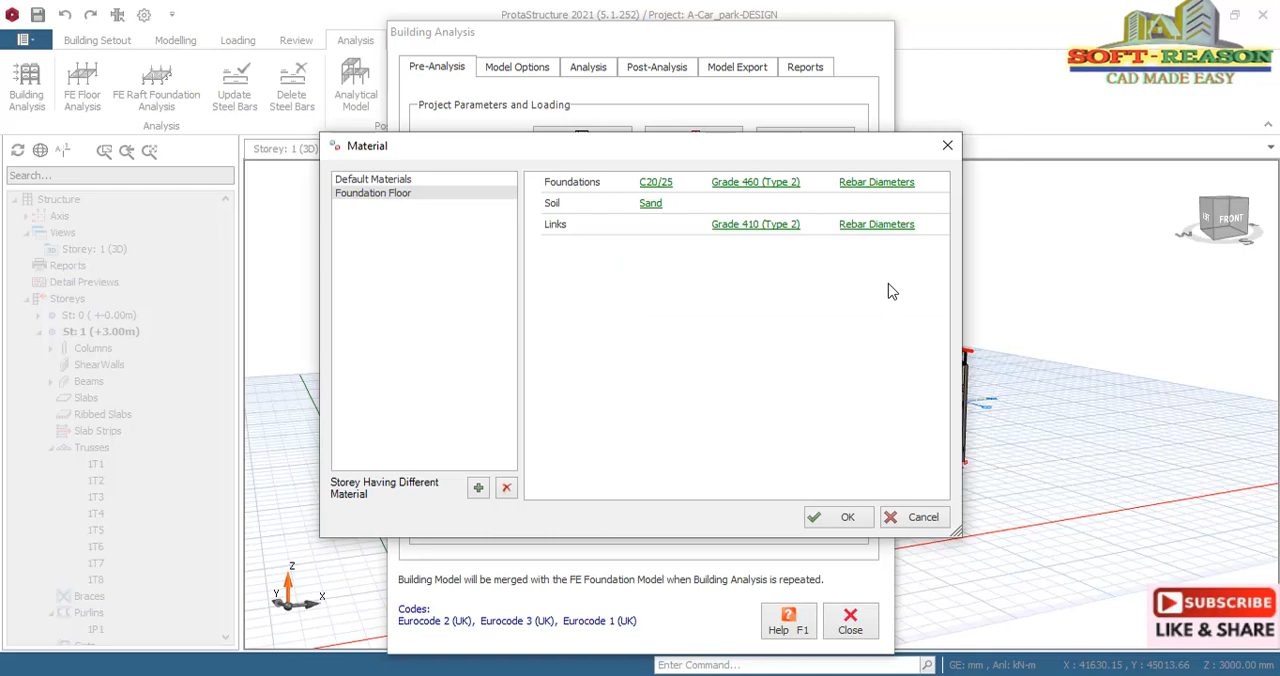 ProtaStructure 2021 (5.1.252) / Project: A-Car_park-DESIGN
SOFT-REASON
CAD MADE EASY
Building Setout
Modelling
Loading
Review
Analysis
Building
Analysis
FE Floor
Analysis
FE Raft Foundation
Analysis
Update
Steel Bars
Delete
Steel Bars
Analytical
Model
Analysis
Building Analysis
Pre-Analysis
Model Options
Analysis
Post-Analysis
Model Export
Reports
Project Parameters and Loading
Storey: 1 (3D)
Search...
Structure
Axis
Views
Storey: 1 (3D)
Reports
Detail Previews
Storeys
St: 0 (+-0.00m)
St: 1 (+3.00m)
Columns
ShearWalls
Beams
Slabs
Ribbed Slabs
Slab Strips
Trusses
1T1
1T2
1T3
1T4
1T5
1T6
1T7
1T8
Braces
Purlins
1P1
Material
Default Materials
Foundation Floor
Foundations C20/25 Grade 460 (Type 2) Rebar Diameters
Soil Sand
Links Grade 410 (Type 2) Rebar Diameters
Storey Having Different
Material
OK
Cancel
FRONT
Z
Y
X
Building Model will be merged with the FE Foundation Model when Building Analysis is repeated.
Codes:
Eurocode 2 (UK), Eurocode 3 (UK), Eurocode 1 (UK)
Help F1
Close
SUBSCRIBE
LIKE & SHARE
Enter Command...
GE: mm, Anl: kN-m
X : 41630.15 , Y : 45013.66
Z : 3000.00 mm